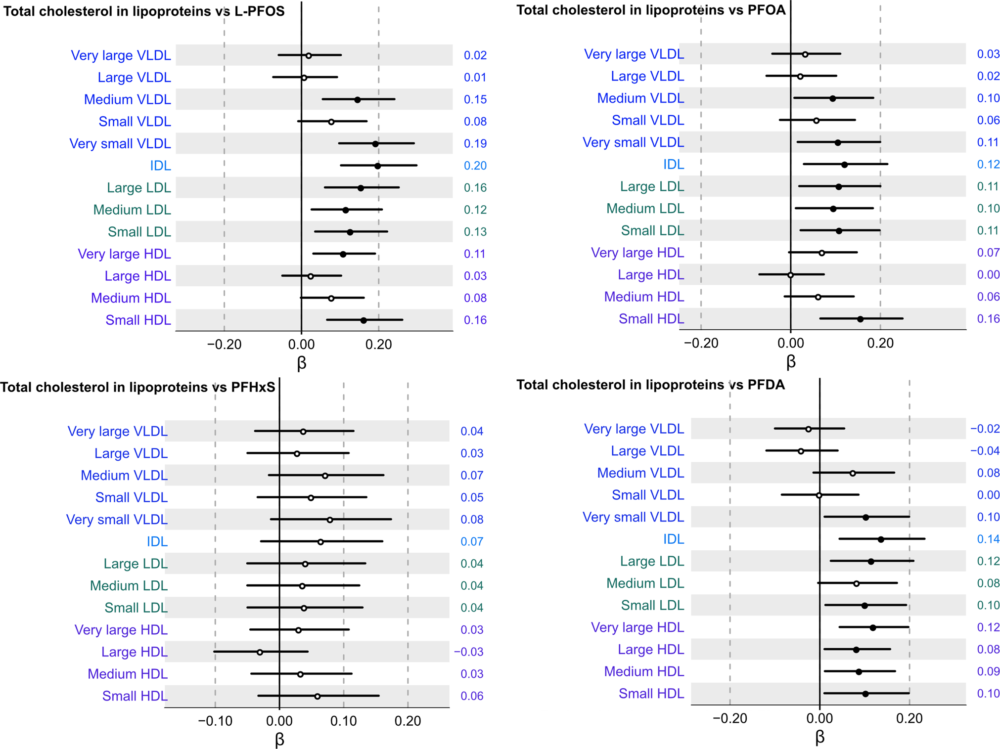 Total cholesterol in lipoproteins vs L-PFOS
Very large VLDL 0.02
Large VLDL 0.01
Medium VLDL 0.15
Small VLDL 0.08
Very small VLDL 0.19
IDL 0.20
Large LDL 0.16
Medium LDL 0.12
Small LDL 0.13
Very large HDL 0.11
Large HDL 0.03
Medium HDL 0.08
Small HDL 0.16
−0.20 0.00 0.20
β
Total cholesterol in lipoproteins vs PFOA
Very large VLDL 0.03
Large VLDL 0.02
Medium VLDL 0.10
Small VLDL 0.06
Very small VLDL 0.11
IDL 0.12
Large LDL 0.11
Medium LDL 0.10
Small LDL 0.11
Very large HDL 0.07
Large HDL 0.00
Medium HDL 0.06
Small HDL 0.16
−0.20 0.00 0.20
β
Total cholesterol in lipoproteins vs PFHxS
Very large VLDL 0.04
Large VLDL 0.03
Medium VLDL 0.07
Small VLDL 0.05
Very small VLDL 0.08
IDL 0.07
Large LDL 0.04
Medium LDL 0.04
Small LDL 0.04
Very large HDL 0.03
Large HDL −0.03
Medium HDL 0.03
Small HDL 0.06
−0.10 0.00 0.10 0.20
β
Total cholesterol in lipoproteins vs PFDA
Very large VLDL −0.02
Large VLDL −0.04
Medium VLDL 0.08
Small VLDL 0.00
Very small VLDL 0.10
IDL 0.14
Large LDL 0.12
Medium LDL 0.08
Small LDL 0.10
Very large HDL 0.12
Large HDL 0.08
Medium HDL 0.09
Small HDL 0.10
−0.20 0.00 0.20
β